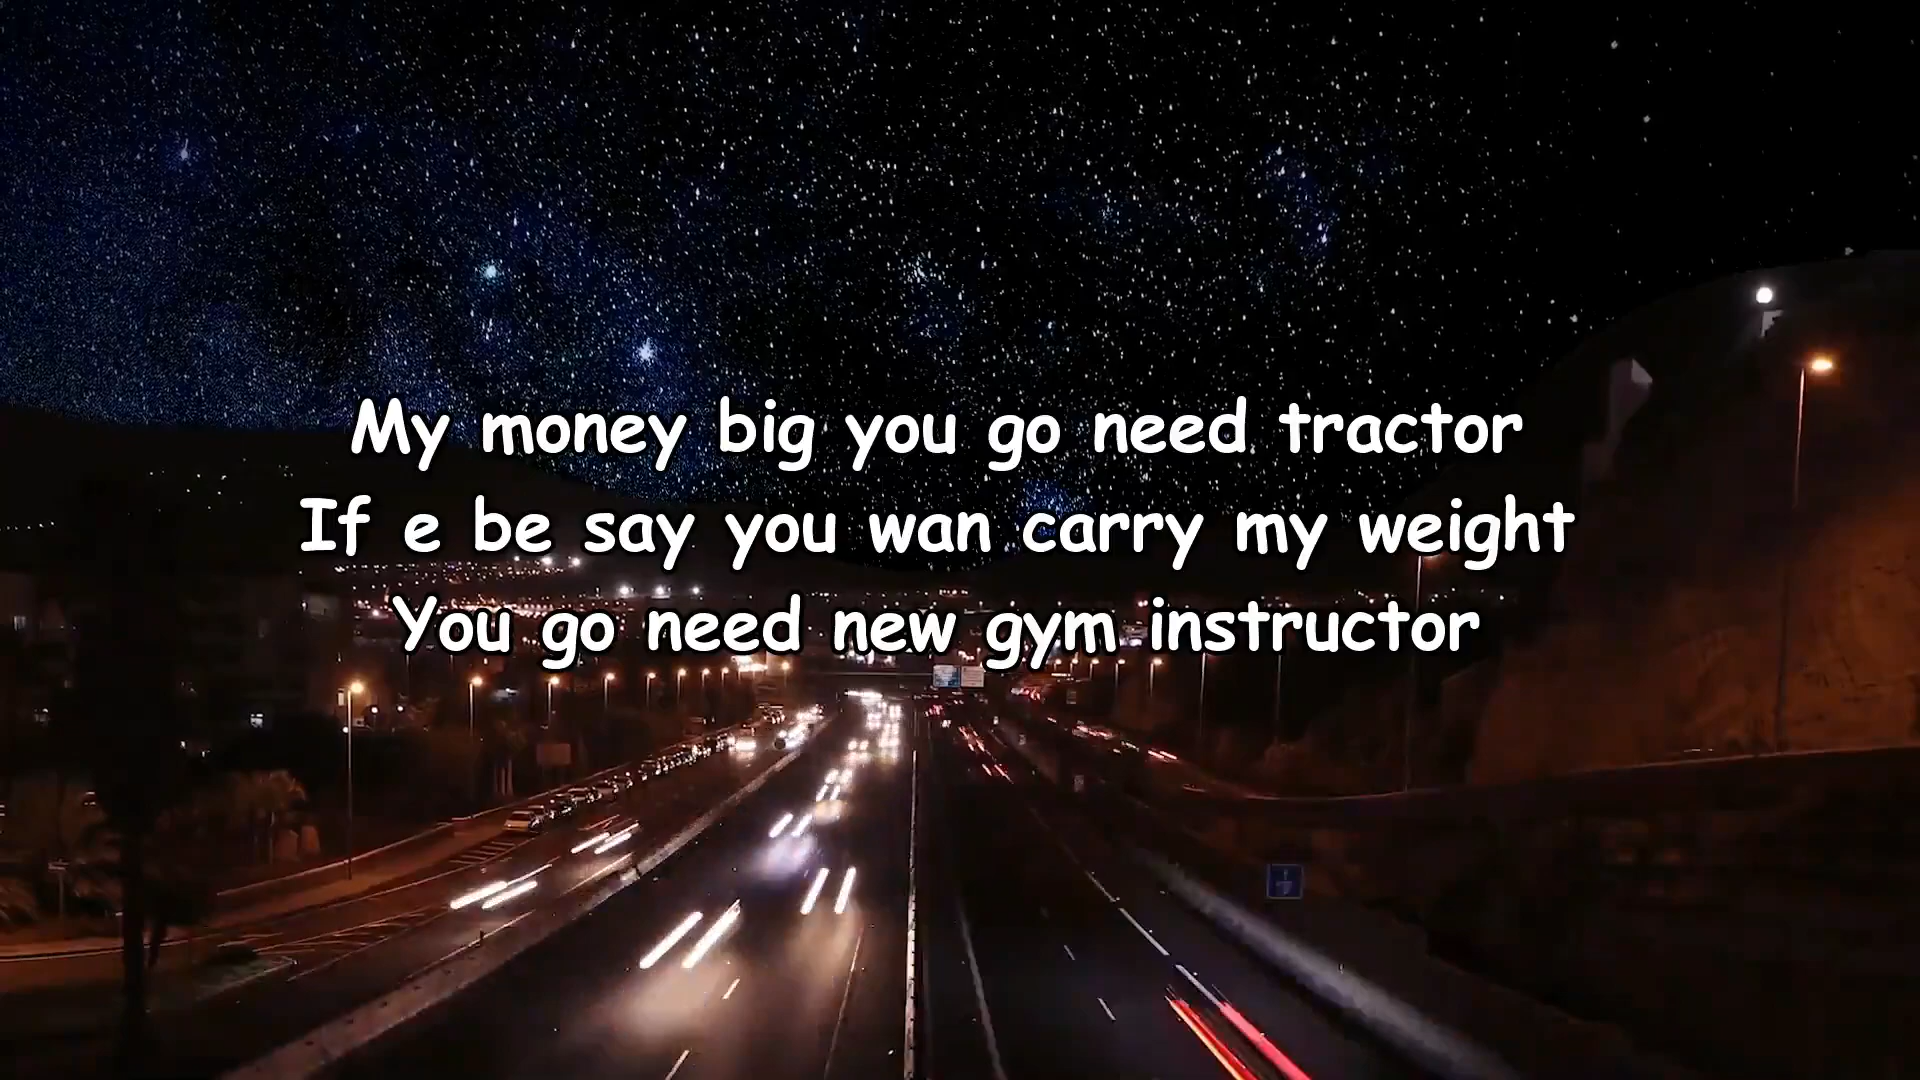 My money big you go need tractor
If e be say you wan carry my weight
You go need new gym instructor